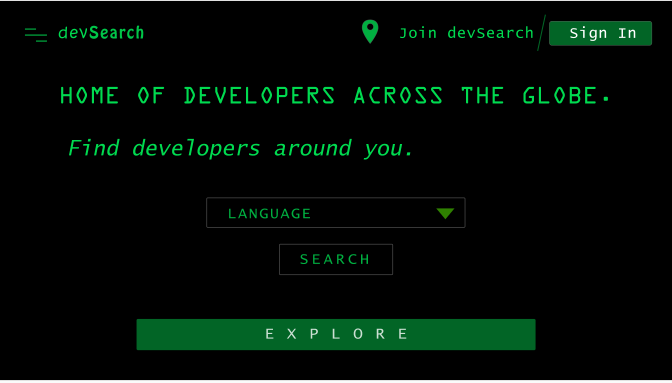 devSearch Join devSearch Sign In
HOME OF DEVELOPERS ACROSS THE GLOBE.
Find developers around you.
LANGUAGE
SEARCH
EXPLORE